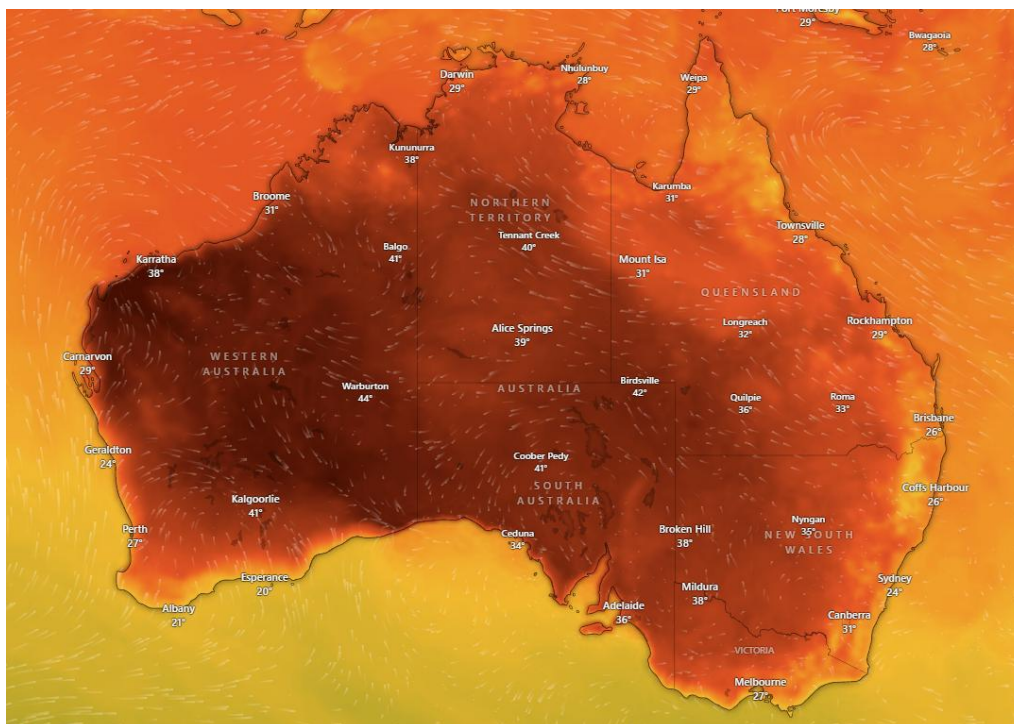 Port Moresby
29°
Bwagaoia
28°
Darwin
29°
Nhulunbuy
28°
Weipa
29°
Kununurra
38°
Broome
31°
NORTHERN
TERRITORY
Karumba
31°
Tennant Creek
40°
Townsville
28°
Balgo
41°
Karratha
38°
Mount Isa
31°
QUEENSLAND
Alice Springs
39°
Longreach
32°
Rockhampton
29°
Carnarvon
29°
WESTERN
AUSTRALIA
Warburton
44°
AUSTRALIA
Birdsville
42°
Quilpie
36°
Roma
33°
Brisbane
26°
Geraldton
24°
Coober Pedy
41°
SOUTH
AUSTRALIA
Coffs Harbour
26°
Kalgoorlie
41°
Perth
27°
Ceduna
34°
Broken Hill
38°
Nyngan
35°
NEW SOUTH
WALES
Esperance
20°
Albany
21°
Mildura
38°
Sydney
24°
Adelaide
36°
Canberra
31°
VICTORIA
Melbourne
27°